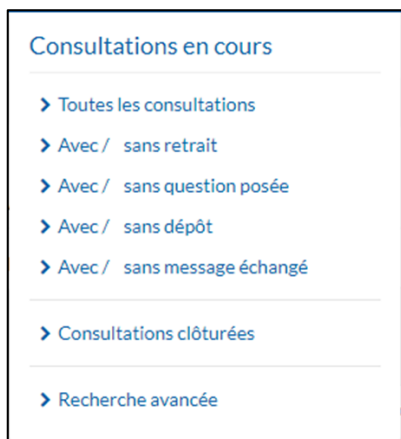 Consultations en cours
Toutes les consultations
Avec / sans retrait
Avec / sans question posée
Avec / sans dépôt
Avec / sans message échangé
Consultations clôturées
Recherche avancée